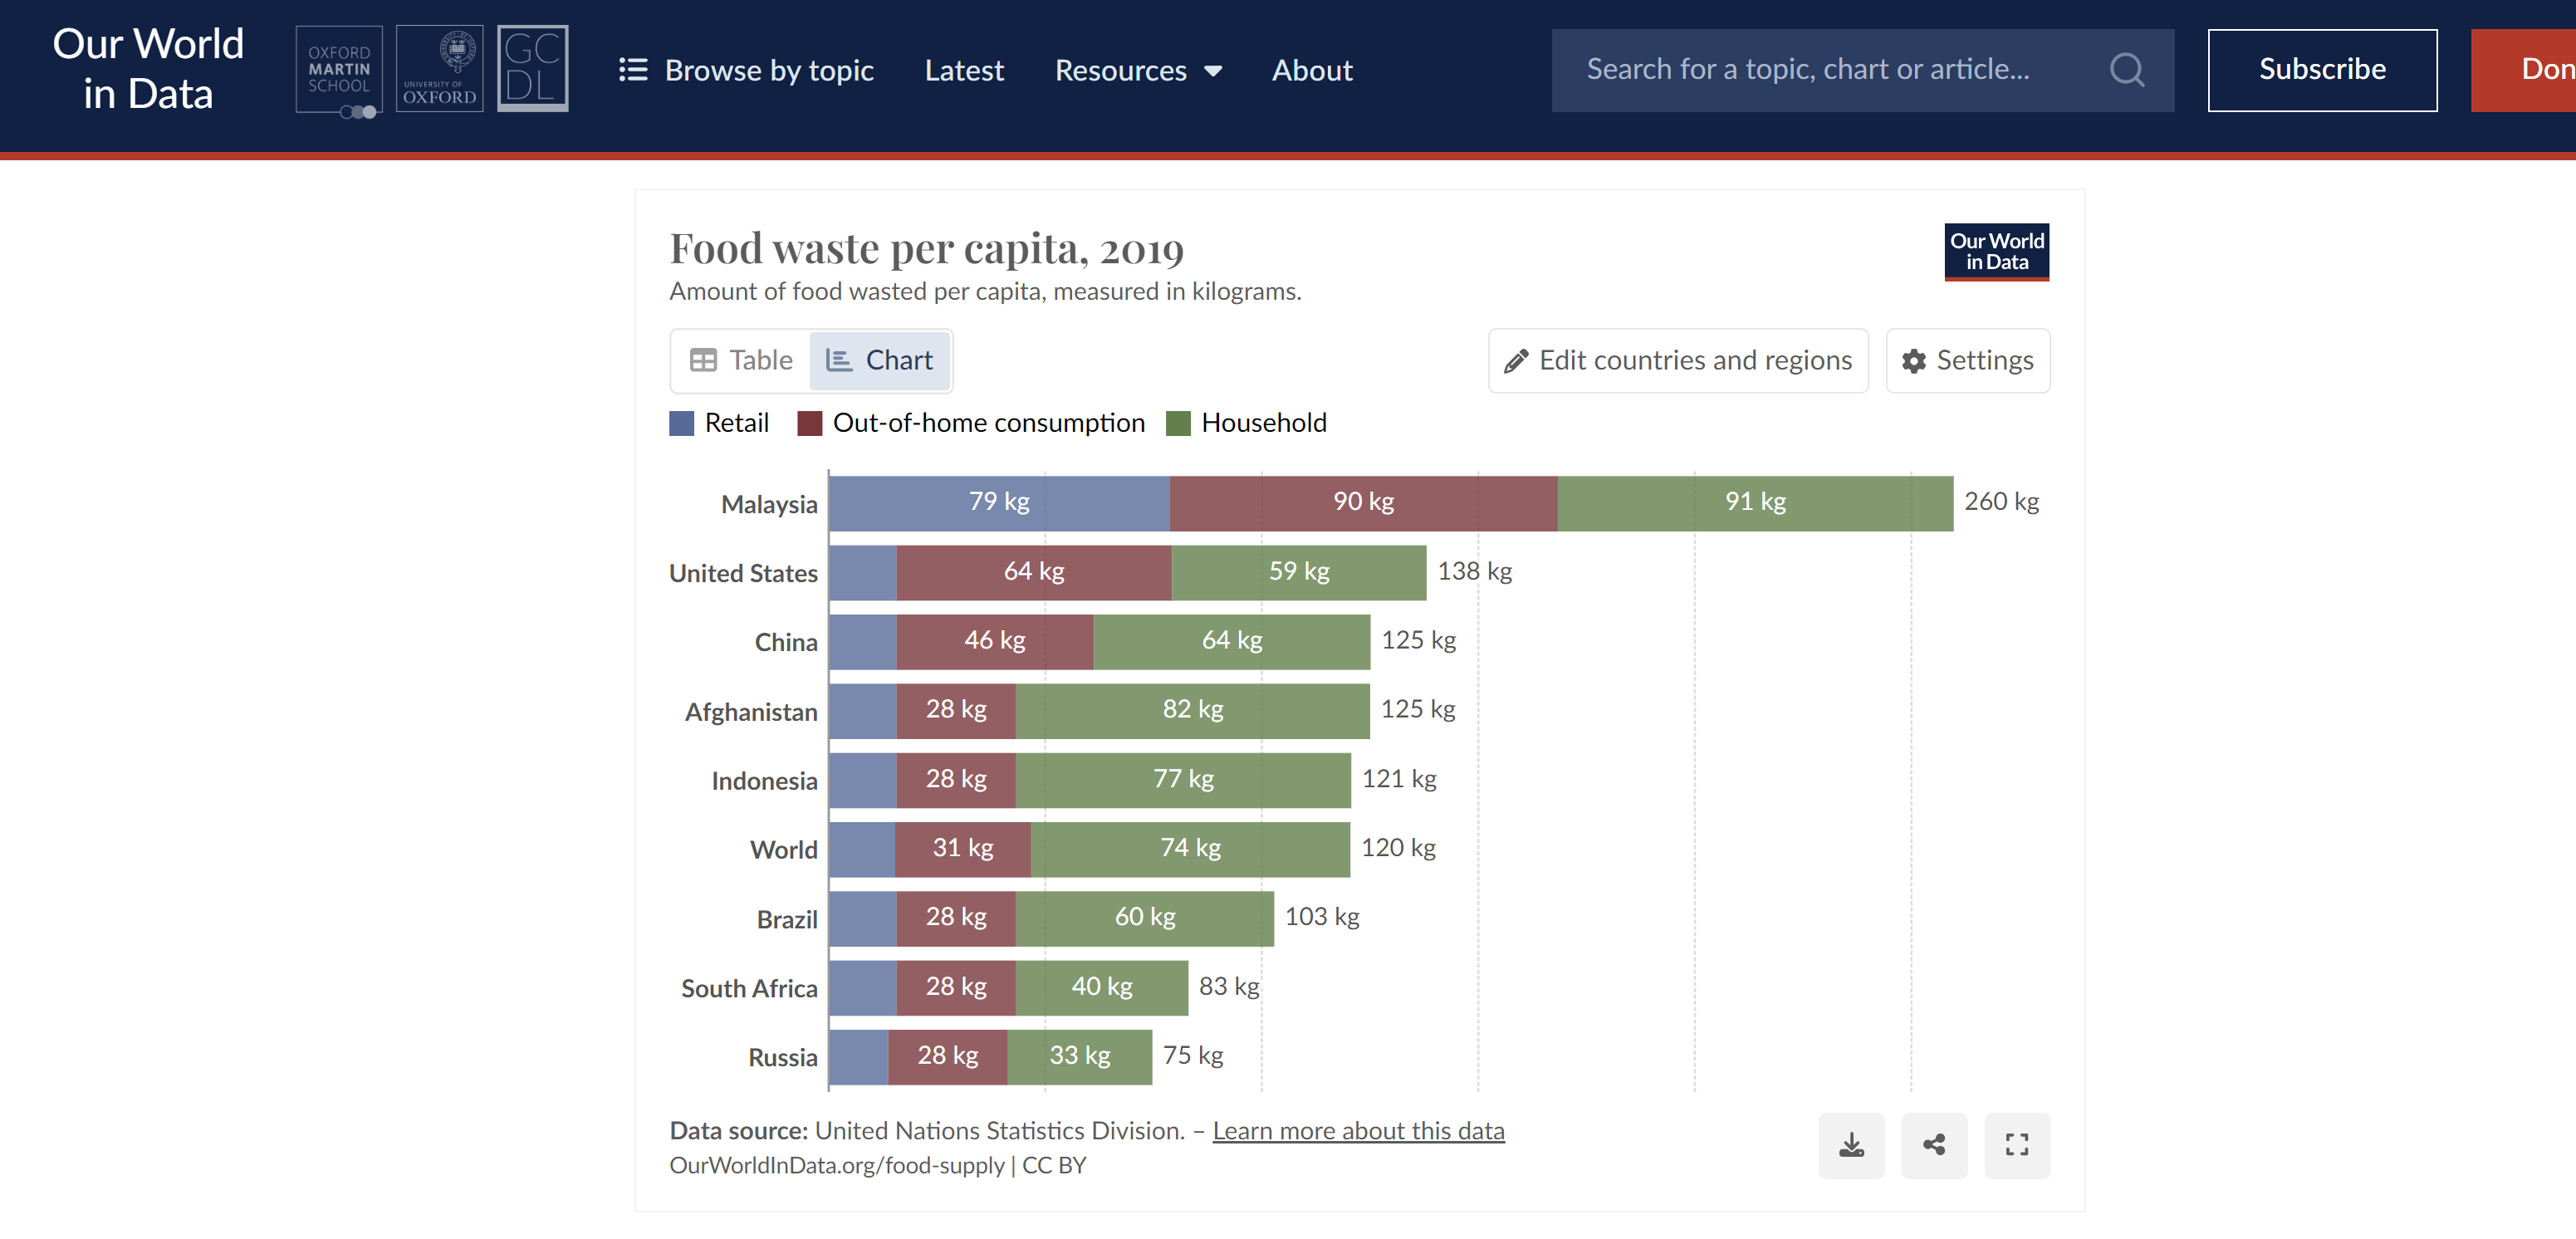 Our World
in Data
OXFORD
MARTIN
SCHOOL
UNIVERSITY OF
OXFORD
GC
DL
Browse by topic
Latest
Resources
About
Search for a topic, chart or article...
Subscribe
Don
Food waste per capita, 2019
Amount of food wasted per capita, measured in kilograms.
Our World
in Data
Table
Chart
Edit countries and regions
Settings
Retail
Out-of-home consumption
Household
Malaysia 79 kg 90 kg 91 kg 260 kg
United States 64 kg 59 kg 138 kg
China 46 kg 64 kg 125 kg
Afghanistan 28 kg 82 kg 125 kg
Indonesia 28 kg 77 kg 121 kg
World 31 kg 74 kg 120 kg
Brazil 28 kg 60 kg 103 kg
South Africa 28 kg 40 kg 83 kg
Russia 28 kg 33 kg 75 kg
Data source: United Nations Statistics Division. – Learn more about this data
OurWorldInData.org/food-supply | CC BY